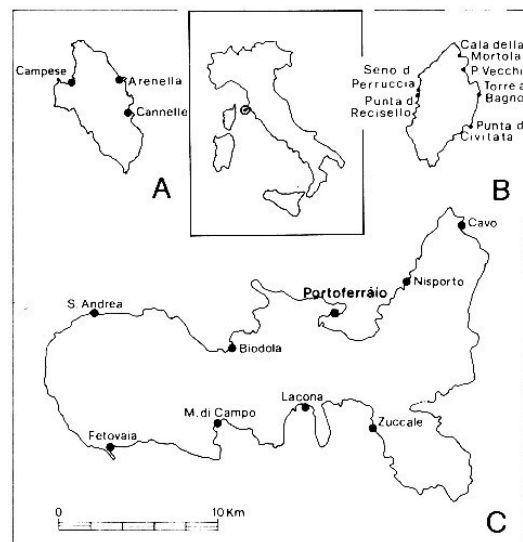 Campese
Arenella
Cannelle
A
Cala della
Mortola
Seno d
Perruccia
P. Vecchi
Punta d
Recisello
Torre a
Bagno
Punta d
Civitata
B
Cavo
Portoferráio
Nisporto
S. Andrea
Biodola
Lacona
M. di Campo
Zuccale
Fetovaia
0
10 Km
C